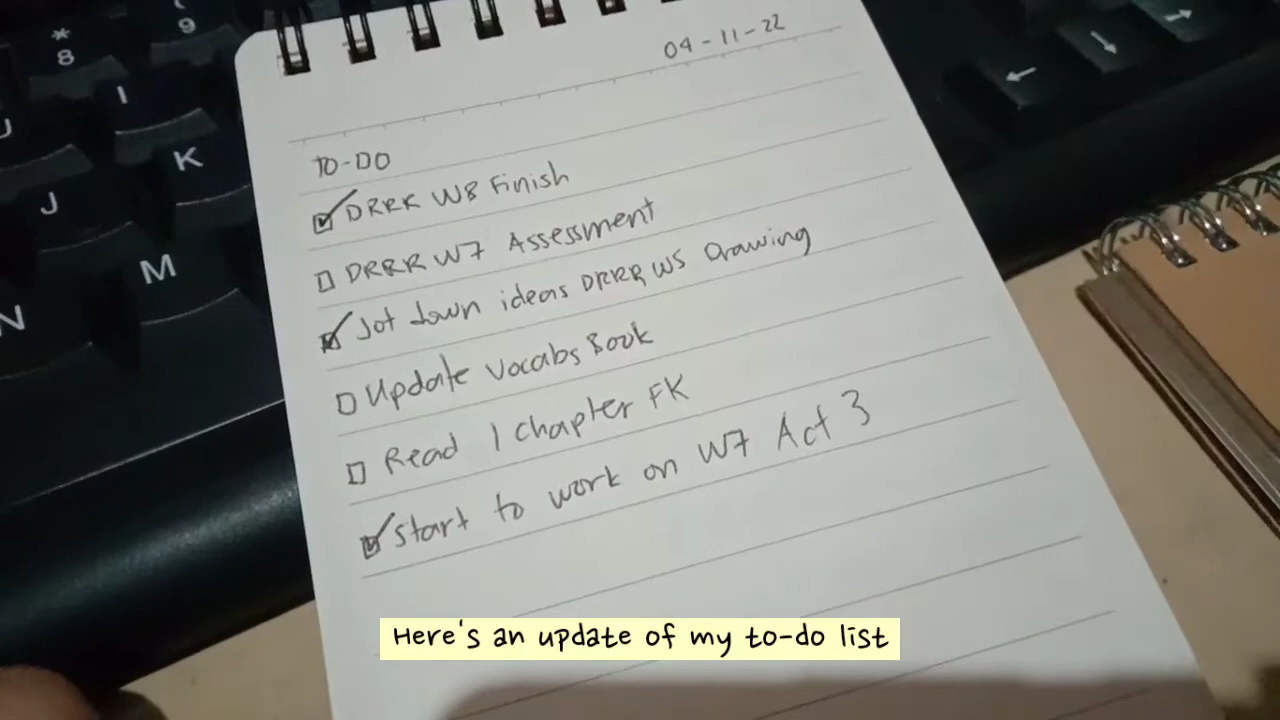 *
8
9
I
U
K
J
M
N
←
↓
→
04-11-22
TO-DO
DRRR W8 Finish
DRRR W7 Assessment
Jot down ideas DRRR W5 Drawing
Update Vocabs Book
Read 1 chapter FK
Start to work on W7 Act 3
Here's an update of my to-do list